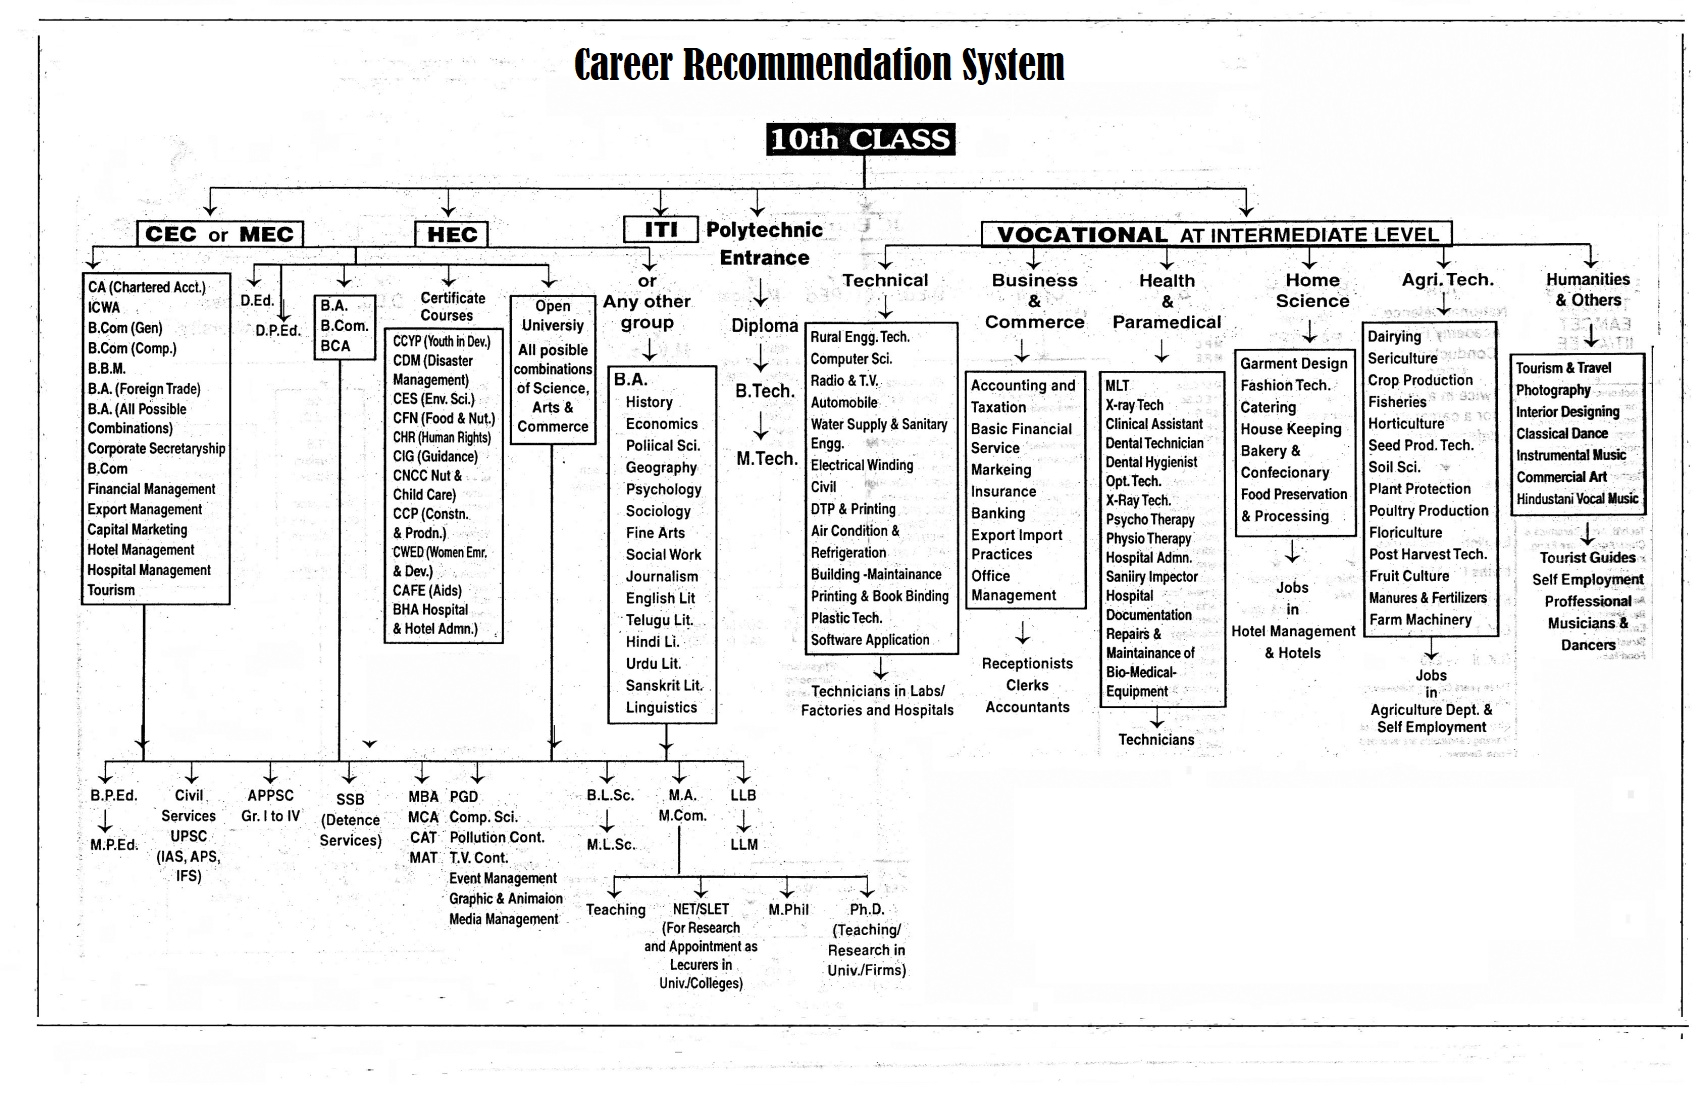 Career Recommendation System
10th CLASS
CEC or MEC
HEC
ITI
Polytechnic
Entrance
VOCATIONAL AT INTERMEDIATE LEVEL
CA (Chartered Acct.)
ICWA
B.Com (Gen)
B.Com (Comp.)
B.B.M.
B.A. (Foreign Trade)
B.A. (All Possible
Combinations)
Corporate Secretaryship
B.Com
Financial Management
Export Management
Capital Marketing
Hotel Management
Hospital Management
Tourism
D.Ed.
D.P.Ed.
B.A.
B.Com.
BCA
Certificate
Courses
CCYP (Youth in Dev.)
CDM (Disaster
Management)
CES (Env. Sci.)
CFN (Food & Nut.)
CHR (Human Rights)
CIG (Guidance)
CNCC Nut &
Child Care)
CCP (Constn.
& Prodn.)
CWED (Women Emr.
& Dev.)
CAFE (Aids)
BHA Hospital
& Hotel Admn.)
Open
Universiy
All posible
combinations
of Science,
Arts &
Commerce
or
Any other
group
B.A.
History
Economics
Poliical Sci.
Geography
Psychology
Sociology
Fine Arts
Social Work
Journalism
English Lit
Telugu Lit.
Hindi Li.
Urdu Lit.
Sanskrit Lit.
Linguistics
Diploma
B.Tech.
M.Tech.
Technical
Rural Engg. Tech.
Computer Sci.
Radio & T.V.
Automobile
Water Supply & Sanitary
Engg.
Electrical Winding
Civil
DTP & Printing
Air Condition &
Refrigeration
Building -Maintainance
Printing & Book Binding
Plastic Tech.
Software Application
Technicians in Labs/
Factories and Hospitals
Business
&
Commerce
Accounting and
Taxation
Basic Financial
Service
Markeing
Insurance
Banking
Export Import
Practices
Office
Management
Receptionists
Clerks
Accountants
Health
&
Paramedical
MLT
X-ray Tech
Clinical Assistant
Dental Technician
Dental Hygienist
Opt. Tech.
X-Ray Tech.
Psycho Therapy
Physio Therapy
Hospital Admn.
Saniiry Impector
Hospital
Documentation
Repairs &
Maintainance of
Bio-Medical-
Equipment
Technicians
Home
Science
Garment Design
Fashion Tech.
Catering
House Keeping
Bakery &
Confecionary
Food Preservation
& Processing
Jobs
in
Hotel Management
& Hotels
Agri. Tech.
Dairying
Sericulture
Crop Production
Fisheries
Horticulture
Seed Prod. Tech.
Soil Sci.
Plant Protection
Poultry Production
Floriculture
Post Harvest Tech.
Fruit Culture
Manures & Fertilizers
Farm Machinery
Jobs
in
Agriculture Dept. &
Self Employment
Humanities
& Others
Tourism & Travel
Photography
Interior Designing
Classical Dance
Instrumental Music
Commercial Art
Hindustani Vocal Music
Tourist Guides
Self Employment
Proffessional
Musicians &
Dancers
B.P.Ed.
M.P.Ed.
Civil
Services
UPSC
(IAS, APS,
IFS)
APPSC
Gr. I to IV
SSB
(Detence
Services)
MBA
MCA
CAT
MAT
PGD
Comp. Sci.
Pollution Cont.
T.V. Cont.
Event Management
Graphic & Animaion
Media Management
B.L.Sc.
M.L.Sc.
M.A.
M.Com.
LLB
LLM
Teaching
NET/SLET
(For Research
and Appointment as
Lecurers in
Univ./Colleges)
M.Phil
Ph.D.
(Teaching/
Research in
Univ./Firms)